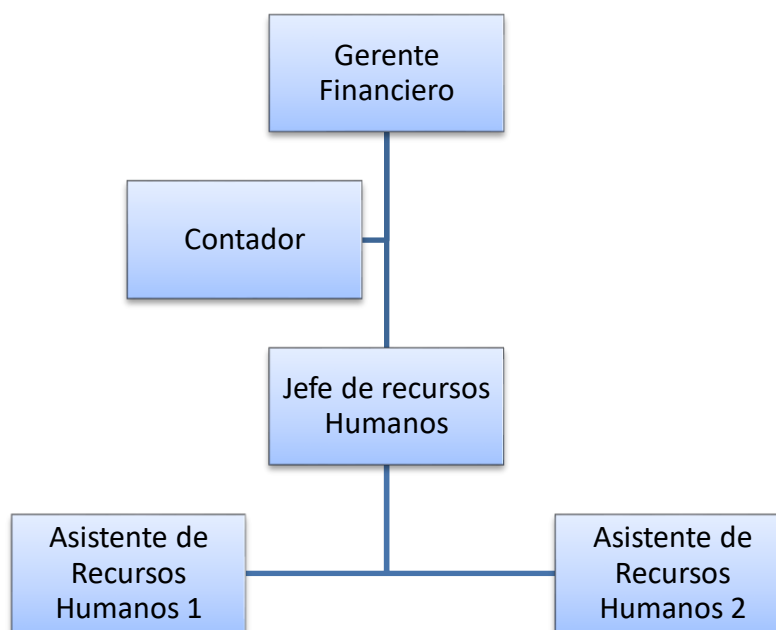 Gerente
Financiero
Contador
Jefe de recursos
Humanos
Asistente de
Recursos
Humanos 1
Asistente de
Recursos
Humanos 2